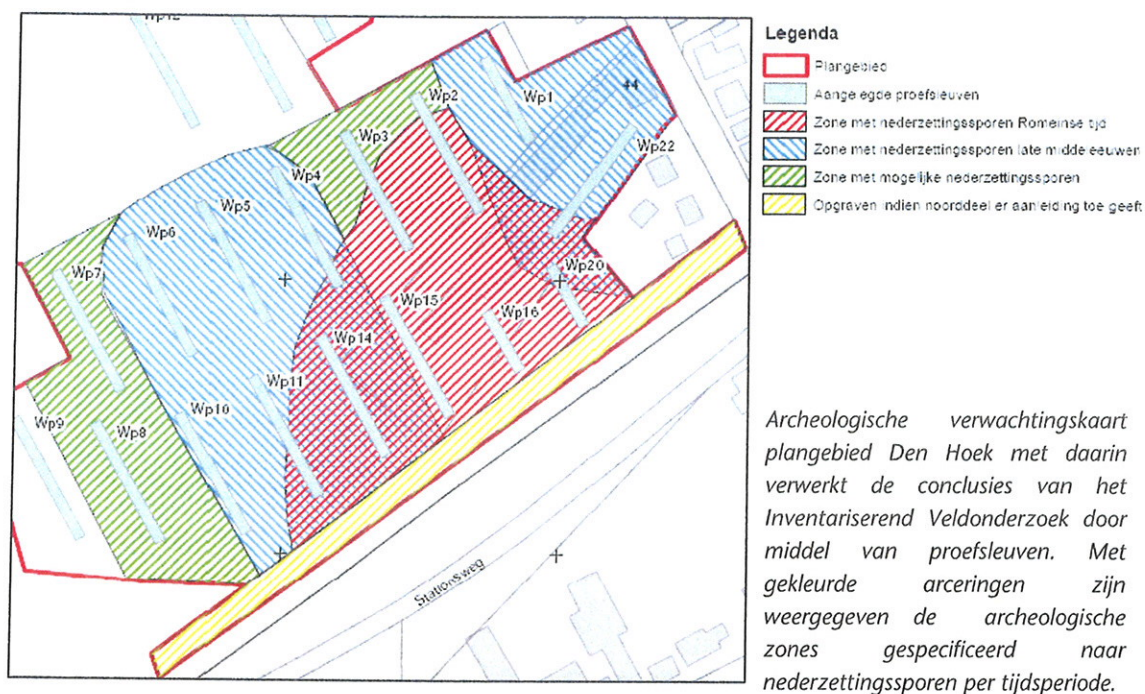 Wp12
Wp1
44
Wp2
Wp3
Wp22
Wp4
Wp5
Wp6
Wp7
Wp20
Wp15
Wp16
Wp14
Wp11
Wp10
Wp9
Wp8
Stationsweg
Legenda
Plangebied
Aangelegde proefsleuven
Zone met nederzettingssporen Romeinse tijd
Zone met nederzettingssporen late middeleeuwen
Zone met mogelijke nederzettingssporen
Opgraven indien noorddeel er aanleiding toe geeft
Archeologische verwachtingskaart
plangebied Den Hoek met daarin
verwerkt de conclusies van het
Inventariserend Veldonderzoek door
middel van proefsleuven. Met
gekleurde arceringen zijn
weergegeven de archeologische
zones gespecificeerd naar
nederzettingssporen per tijdsperiode.